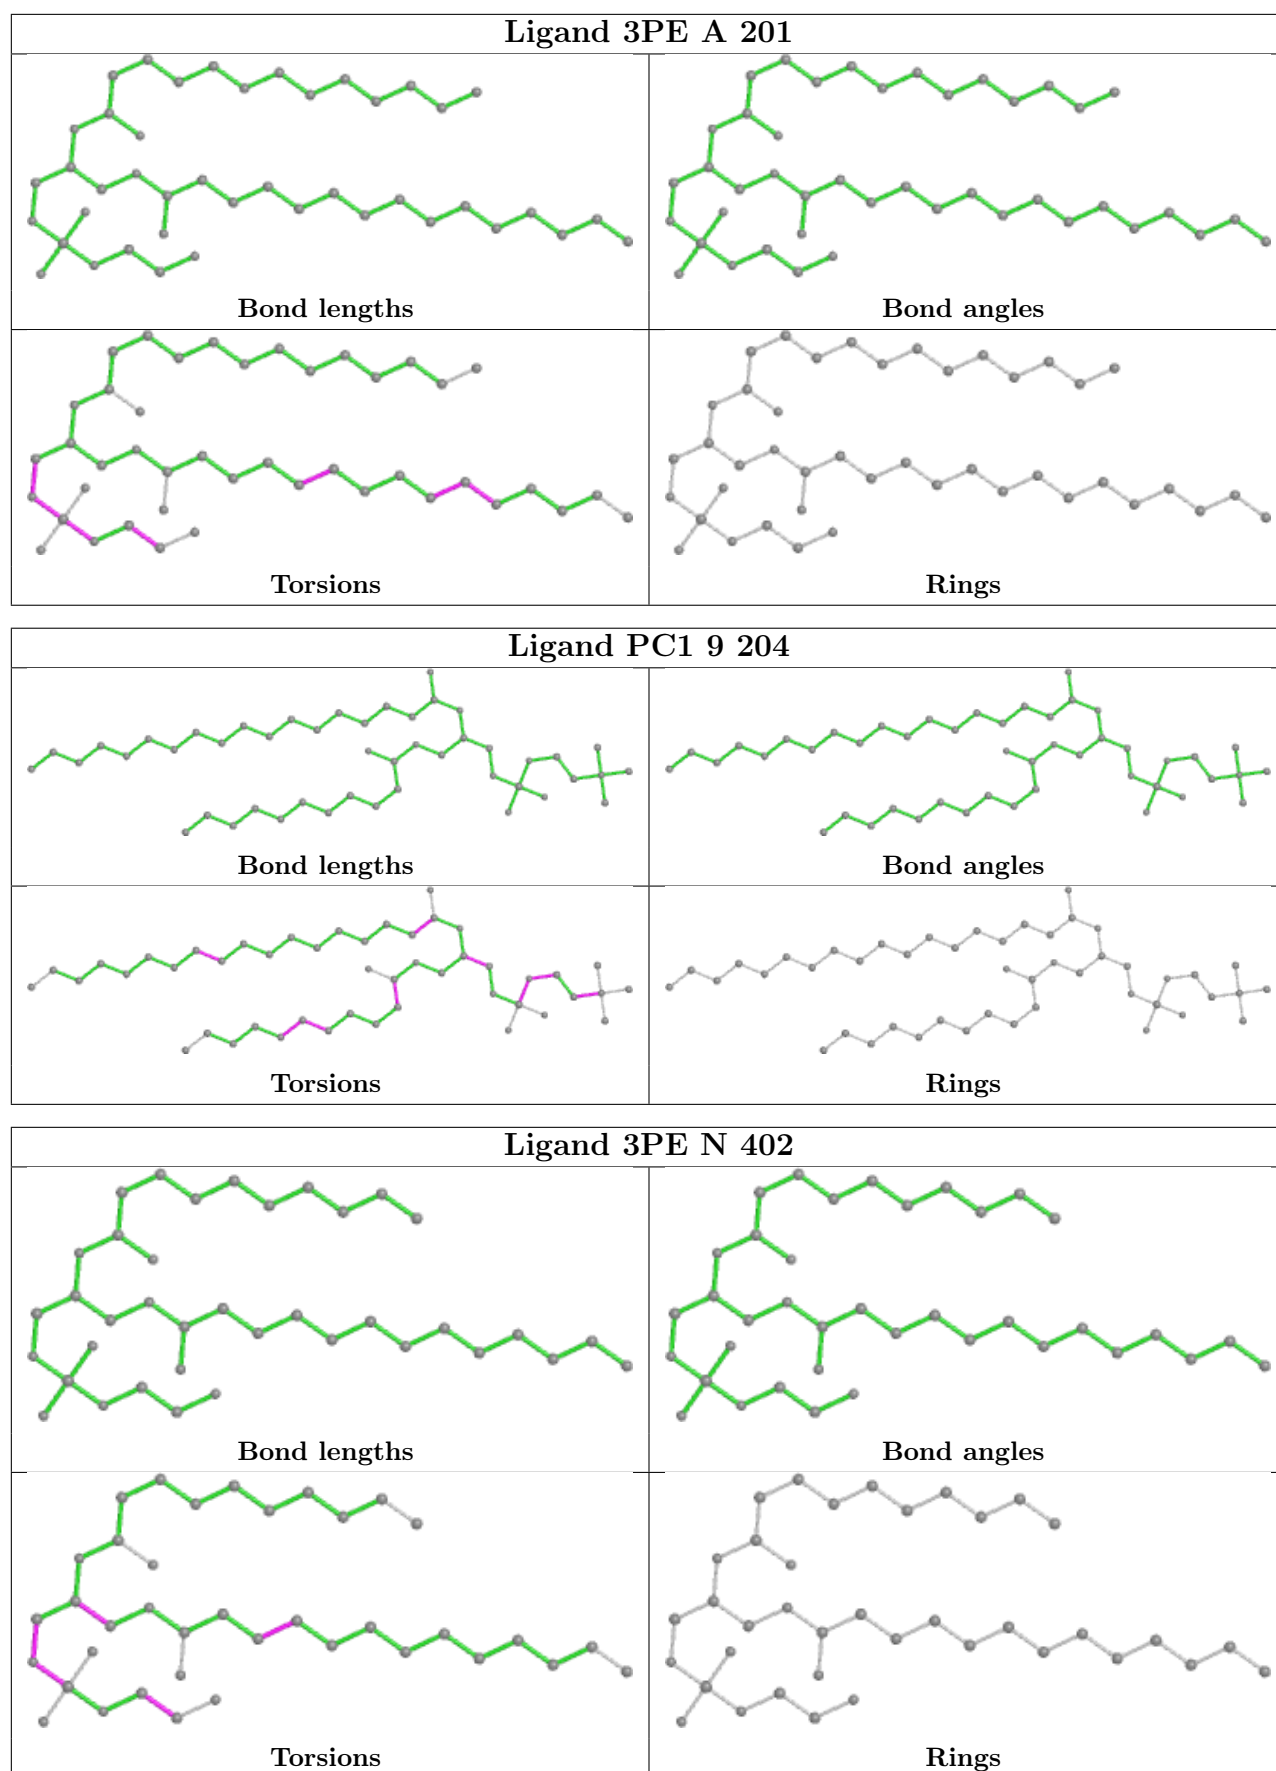 Ligand 3PE A 201
Bond lengths
Bond angles
Torsions
Rings
Ligand PC1 9 204
Bond lengths
Bond angles
Torsions
Rings
Ligand 3PE N 402
Bond lengths
Bond angles
Torsions
Rings